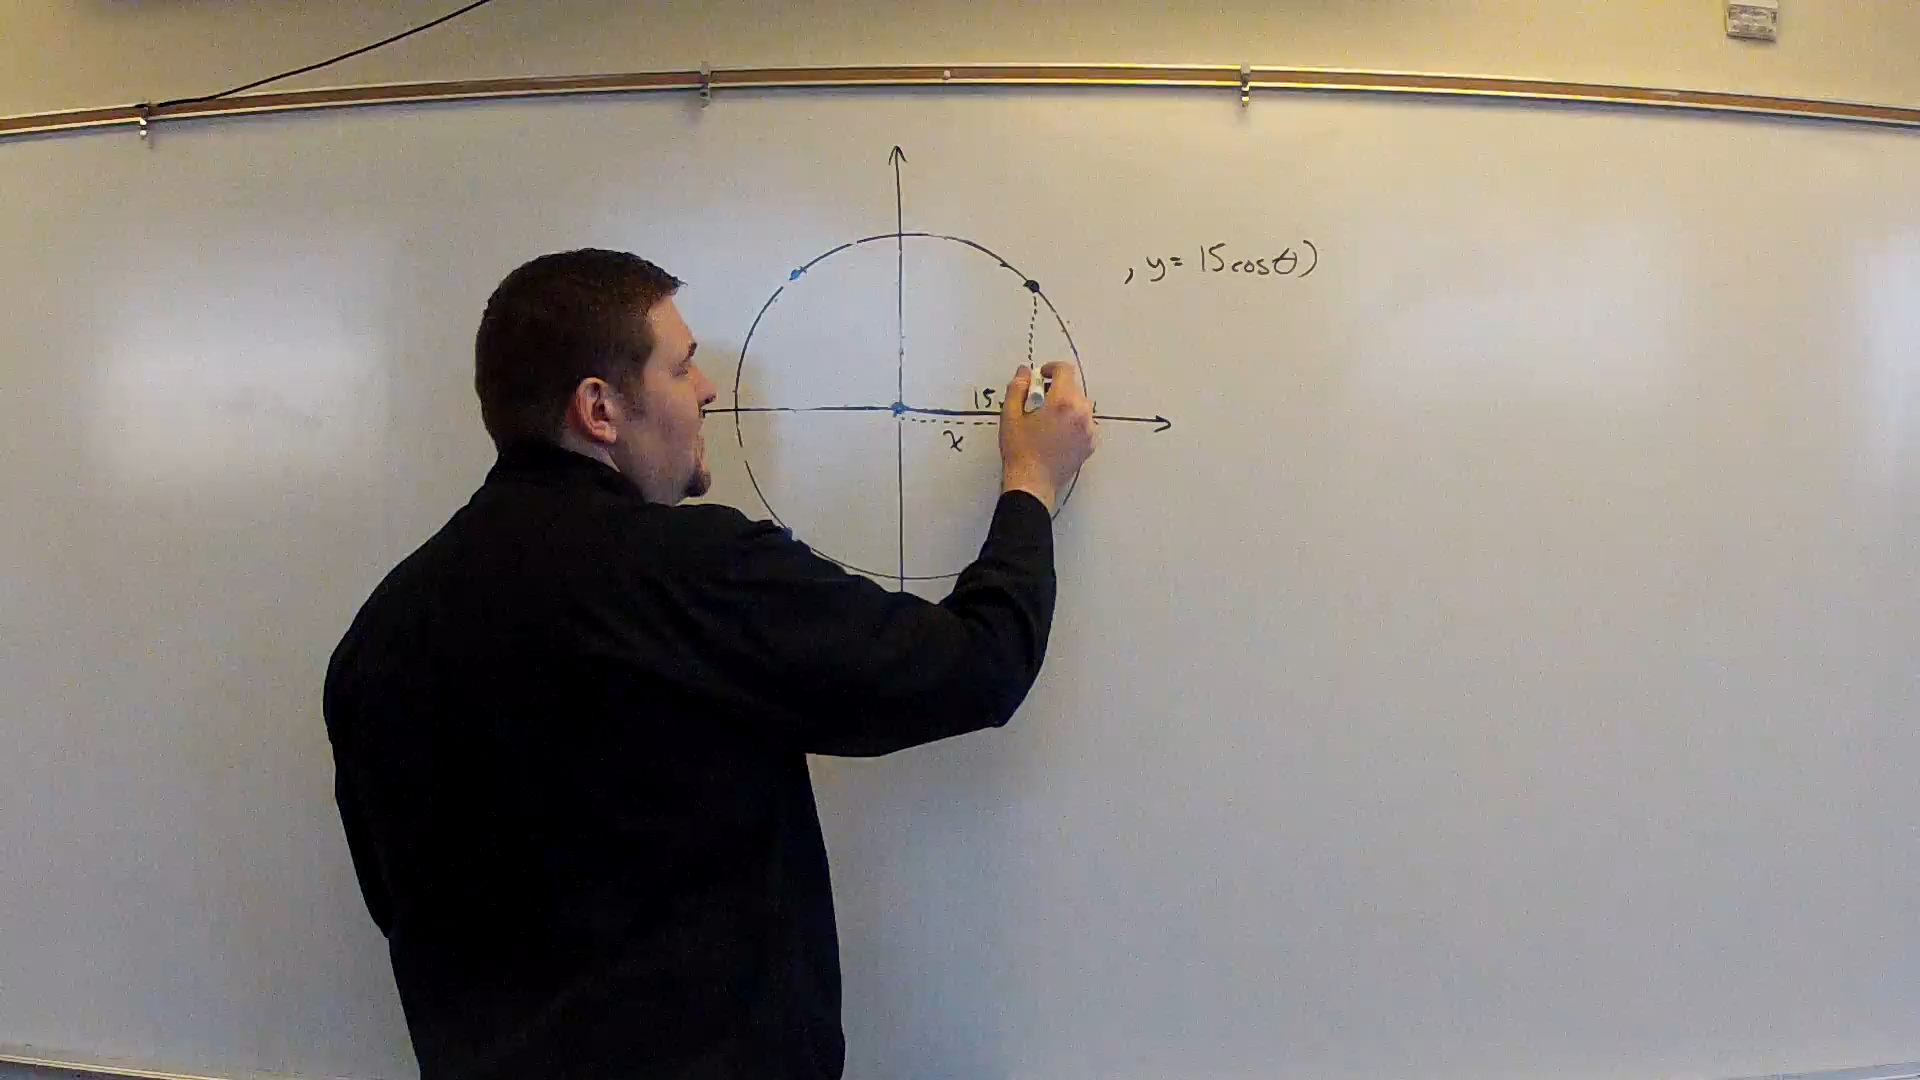 , y= 15cosθ)
15
x